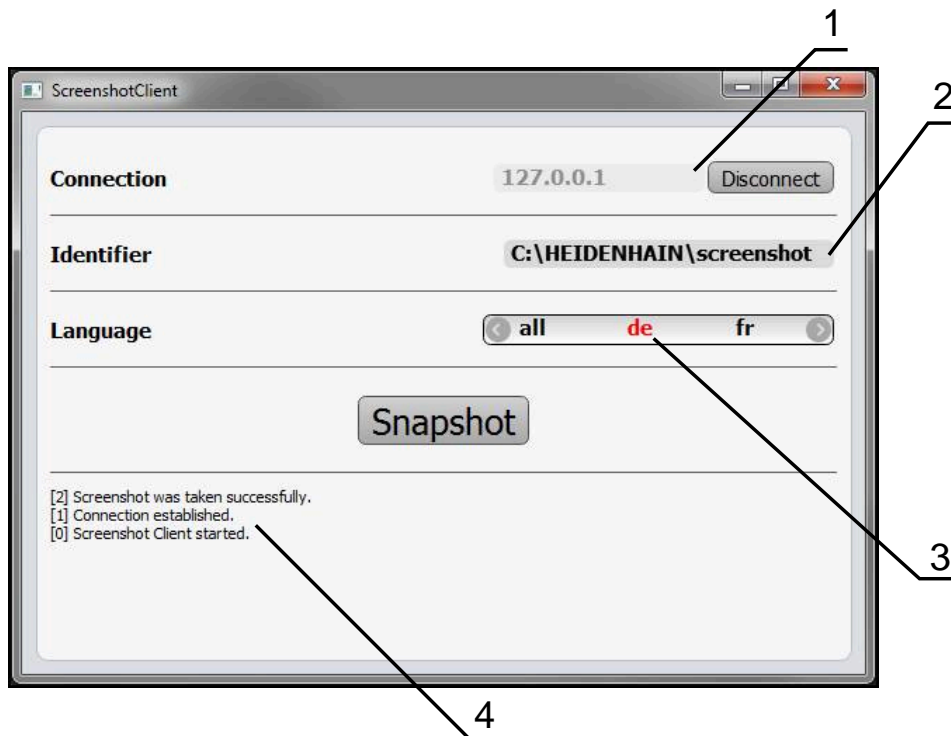 1
ScreenshotClient
2
Connection 127.0.0.1 Disconnect
Identifier C:\HEIDENHAIN\screenshot
Language all de fr
Snapshot
[2] Screenshot was taken successfully.
[1] Connection established.
[0] Screenshot Client started.
3
4